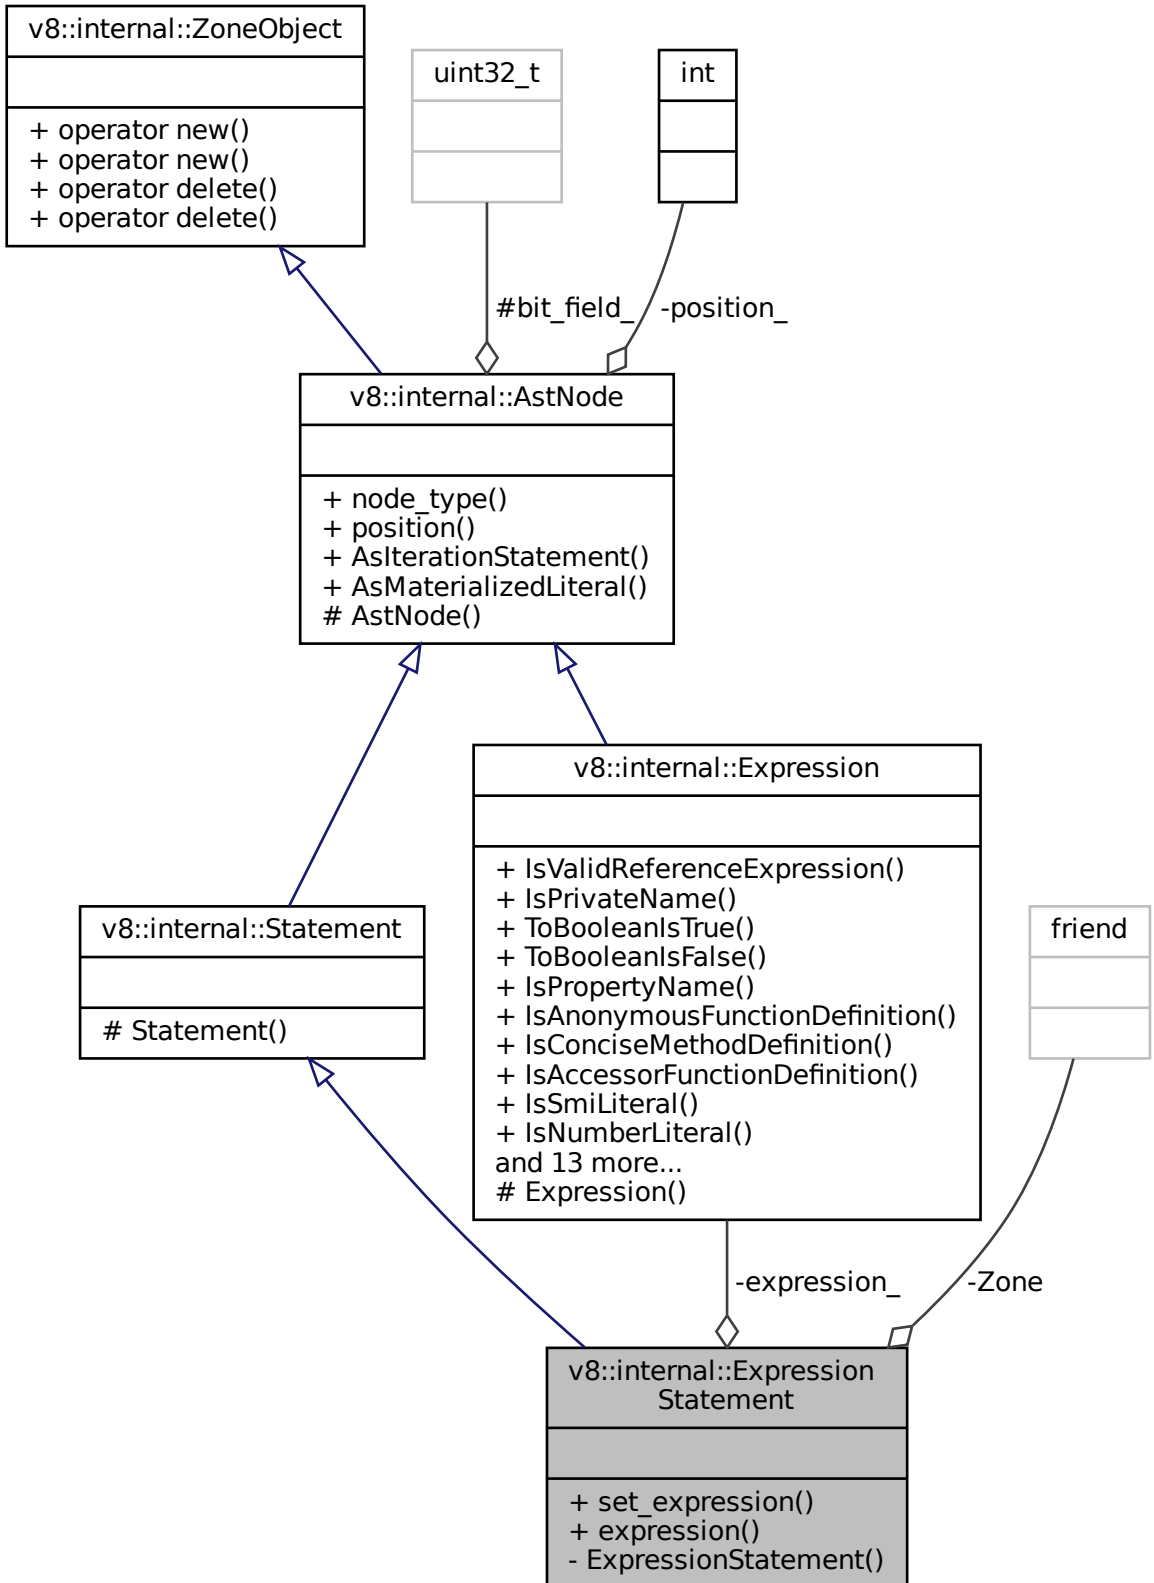 v8::internal::ZoneObject
+ operator new()
+ operator new()
+ operator delete()
+ operator delete()
uint32_t
int
#bit_field_
-position_
v8::internal::AstNode
+ node_type()
+ position()
+ AsIterationStatement()
+ AsMaterializedLiteral()
# AstNode()
v8::internal::Expression
+ IsValidReferenceExpression()
+ IsPrivateName()
+ ToBooleanIsTrue()
+ ToBooleanIsFalse()
+ IsPropertyName()
+ IsAnonymousFunctionDefinition()
+ IsConciseMethodDefinition()
+ IsAccessorFunctionDefinition()
+ IsSmiLiteral()
+ IsNumberLiteral()
and 13 more...
# Expression()
v8::internal::Statement
# Statement()
friend
-expression_
-Zone
v8::internal::Expression
Statement
+ set_expression()
+ expression()
- ExpressionStatement()